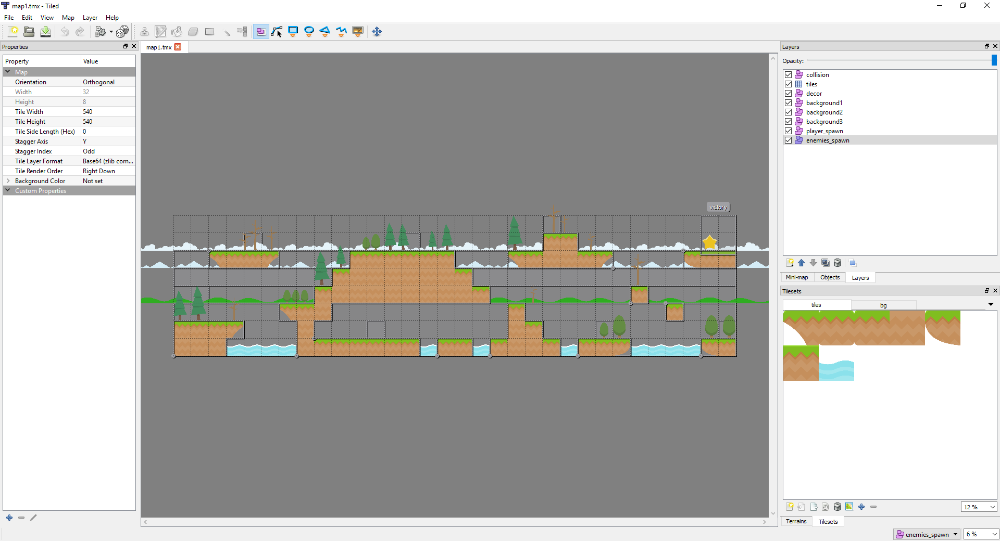 map1.tmx - Tiled
File Edit View Map Layer Help
Properties
map1.tmx
Layers
Property Value
Map
Orientation Orthogonal
Width 32
Height 8
Tile Width 540
Tile Height 540
Tile Side Length (Hex) 0
Stagger Axis Y
Stagger Index Odd
Tile Layer Format Base64 (zlib com...
Tile Render Order Right Down
Background Color Not set
Custom Properties
victory
Opacity:
collision
tiles
decor
background1
background2
background3
player_spawn
enemies_spawn
Mini-map Objects Layers
Tilesets
tiles bg
12 %
Terrains Tilesets
enemies_spawn 6 %